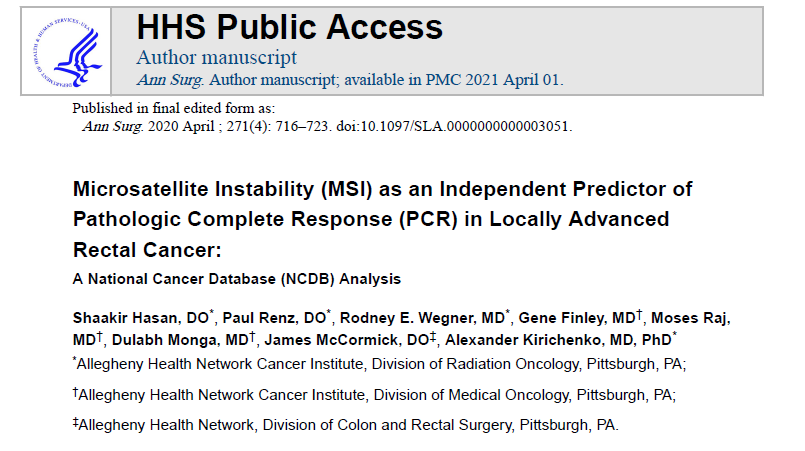 DEPARTMENT OF HEALTH & HUMAN SERVICES · USA
HHS Public Access
Author manuscript
Ann Surg. Author manuscript; available in PMC 2021 April 01.
Published in final edited form as:
Ann Surg. 2020 April ; 271(4): 716–723. doi:10.1097/SLA.0000000000003051.
Microsatellite Instability (MSI) as an Independent Predictor of
Pathologic Complete Response (PCR) in Locally Advanced
Rectal Cancer:
A National Cancer Database (NCDB) Analysis
Shaakir Hasan, DO*, Paul Renz, DO*, Rodney E. Wegner, MD*, Gene Finley, MD†, Moses Raj,
MD†, Dulabh Monga, MD†, James McCormick, DO‡, Alexander Kirichenko, MD, PhD*
*Allegheny Health Network Cancer Institute, Division of Radiation Oncology, Pittsburgh, PA;
†Allegheny Health Network Cancer Institute, Division of Medical Oncology, Pittsburgh, PA;
‡Allegheny Health Network, Division of Colon and Rectal Surgery, Pittsburgh, PA.